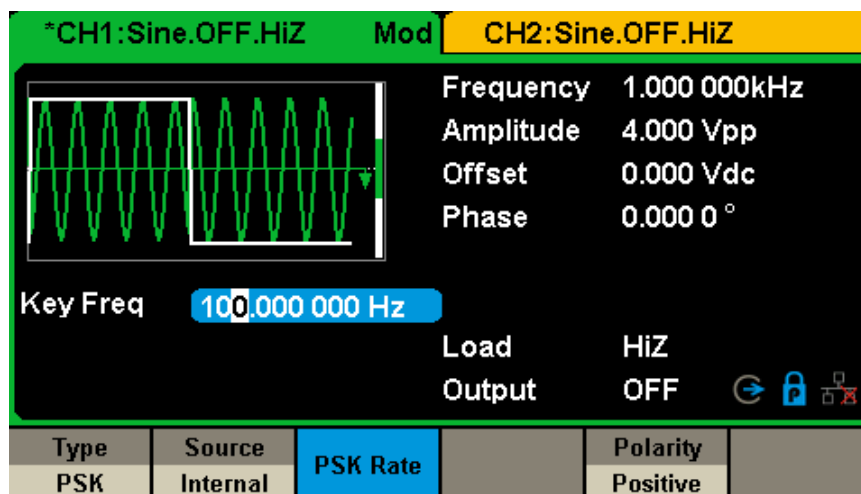 *CH1:Sine.OFF.HiZ Mod CH2:Sine.OFF.HiZ
Frequency 1.000 000kHz
Amplitude 4.000 Vpp
Offset 0.000 Vdc
Phase 0.000 0 °
Key Freq 100.000 000 Hz
Load HiZ
Output OFF P
Type Source PSK Rate Polarity
PSK Internal Positive